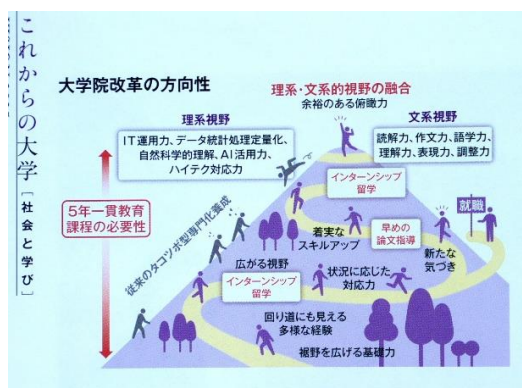 これからの大学[社会と学び]
大学院改革の方向性
理系・文系的視野の融合
余裕のある俯瞰力
理系視野
IT運用力、データ統計処理定量化、
自然科学的理解、AI活用力、
ハイテク対応力
文系視野
読解力、作文力、語学力、
理解力、表現力、調整力
5年一貫教育
課程の必要性
従来のタコツボ型専門化養成
インターンシップ
留学
就職
着実な
スキルアップ
早めの
論文指導
新たな
気づき
広がる視野
インターンシップ
留学
状況に応じた
対応力
回り道にも見える
多様な経験
裾野を広げる基礎力